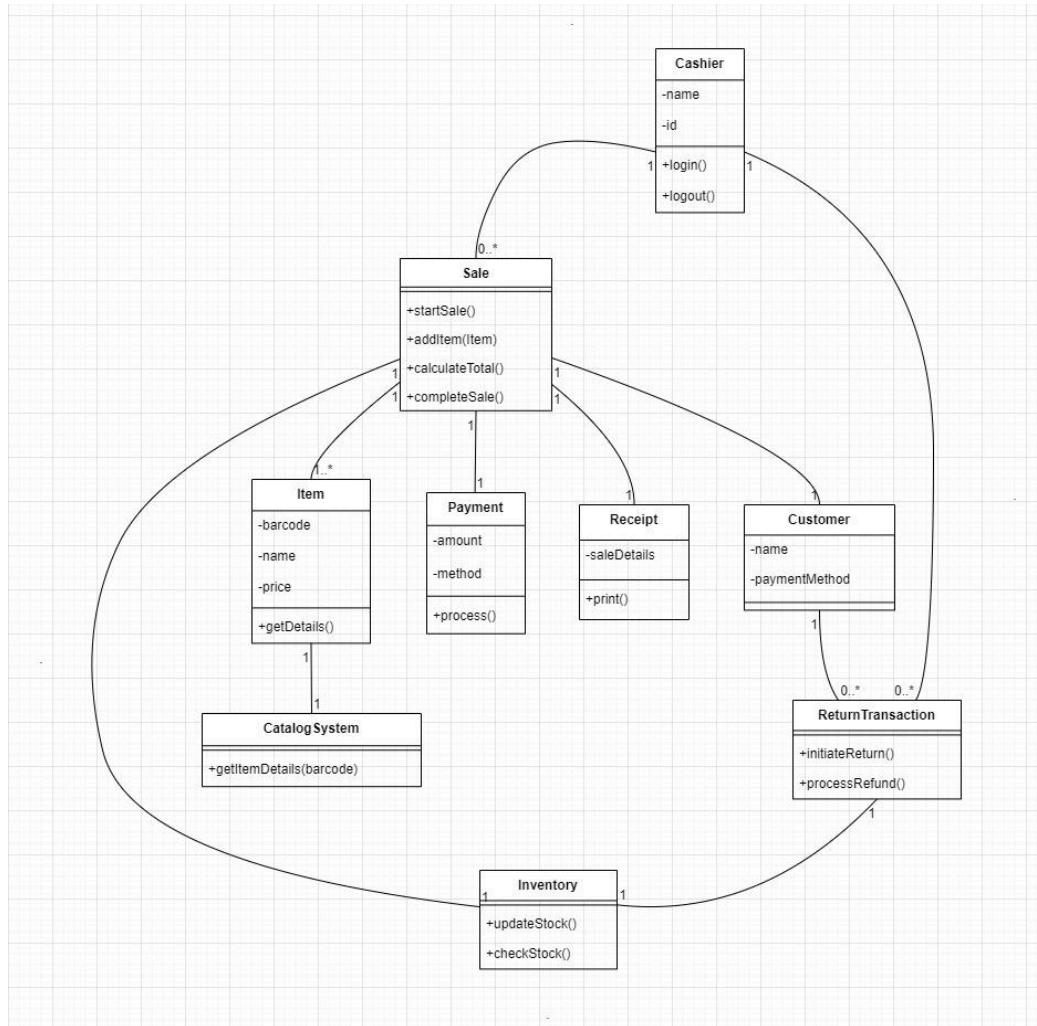 Cashier
-name
-id
+login()
+logout()
1
1
0..*
Sale
+startSale()
+addItem(Item)
+calculateTotal()
+completeSale()
1
1
1
1
1
1..*
Item
-barcode
-name
-price
+getDetails()
1
1
Payment
-amount
-method
+process()
1
Receipt
-saleDetails
+print()
1
Customer
-name
-paymentMethod
1
1
CatalogSystem
+getItemDetails(barcode)
0..*
0..*
ReturnTransaction
+initiateReturn()
+processRefund()
1
1
1
Inventory
+updateStock()
+checkStock()